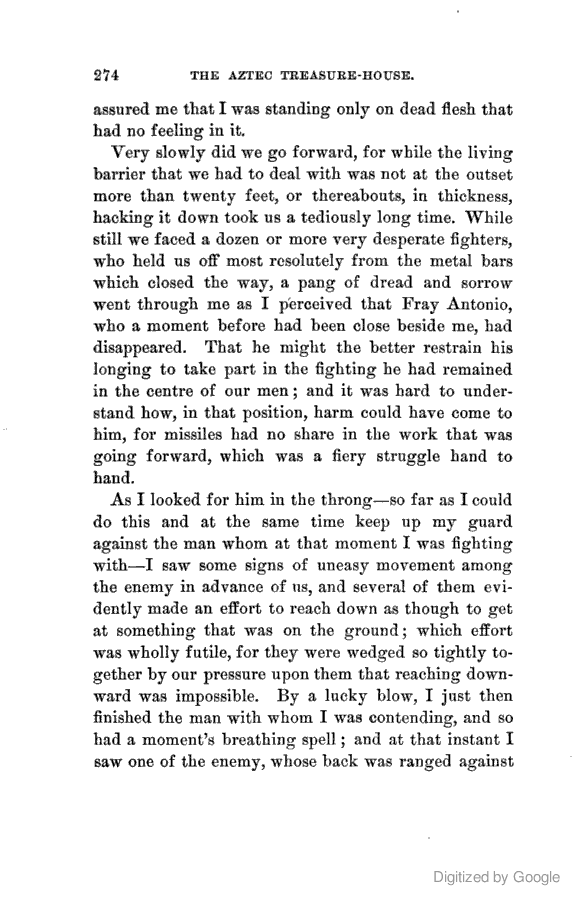 274 THE AZTEC TREASURE-HOUSE.
assured me that I was standing only on dead flesh that
had no feeling in it.
Very slowly did we go forward, for while the living
barrier that we had to deal with was not at the outset
more than twenty feet, or thereabouts, in thickness,
hacking it down took us a tediously long time. While
still we faced a dozen or more very desperate fighters,
who held us off most resolutely from the metal bars
which closed the way, a pang of dread and sorrow
went through me as I perceived that Fray Antonio,
who a moment before had been close beside me, had
disappeared. That he might the better restrain his
longing to take part in the fighting he had remained
in the centre of our men; and it was hard to under-
stand how, in that position, harm could have come to
him, for missiles had no share in the work that was
going forward, which was a fiery struggle hand to
hand.
As I looked for him in the throng—so far as I could
do this and at the same time keep up my guard
against the man whom at that moment I was fighting
with—I saw some signs of uneasy movement among
the enemy in advance of us, and several of them evi-
dently made an effort to reach down as though to get
at something that was on the ground; which effort
was wholly futile, for they were wedged so tightly to-
gether by our pressure upon them that reaching down-
ward was impossible. By a lucky blow, I just then
finished the man with whom I was contending, and so
had a moment's breathing spell; and at that instant I
saw one of the enemy, whose back was ranged against
Digitized by Google